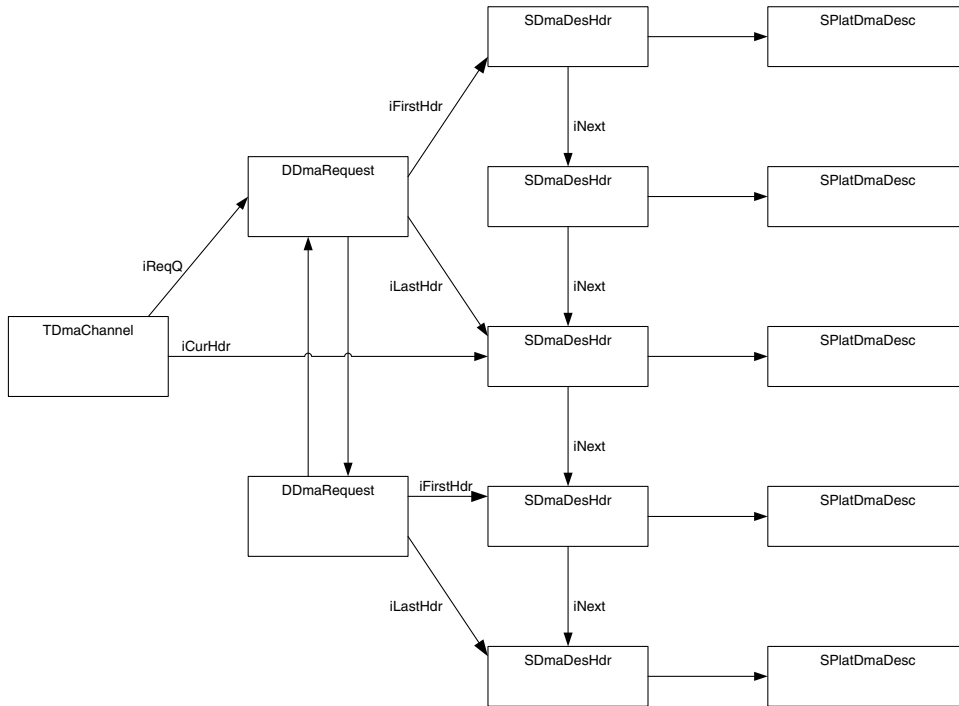 SDmaDesHdr
SPlatDmaDesc
iFirstHdr
iNext
DDmaRequest
SDmaDesHdr
SPlatDmaDesc
iReqQ
iLastHdr
iNext
TDmaChannel
SDmaDesHdr
SPlatDmaDesc
iCurHdr
iNext
DDmaRequest
iFirstHdr
SDmaDesHdr
SPlatDmaDesc
iLastHdr
iNext
SDmaDesHdr
SPlatDmaDesc